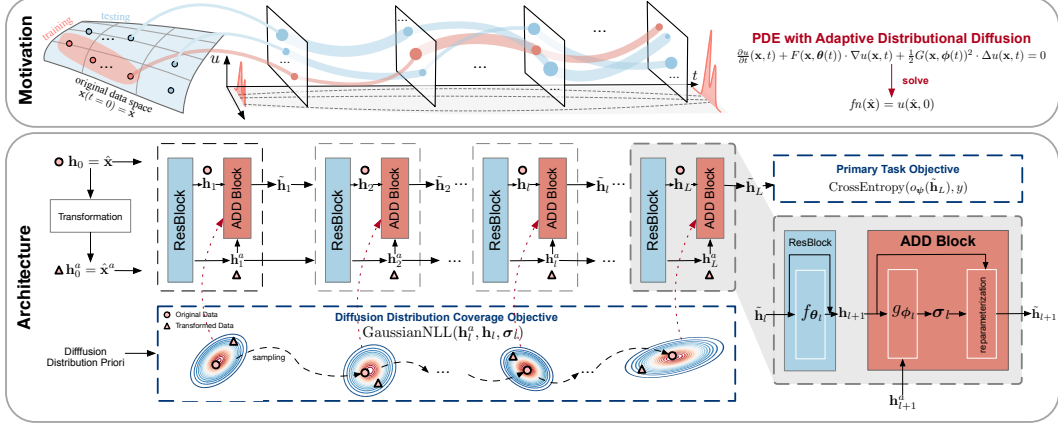 Motivation
training
testing
original data space
x(t = 0) = x̂
u
...
...
...
t
PDE with Adaptive Distributional Diffusion
∂u/∂t(x, t) + F(x, θ(t)) · ∇u(x, t) + ½G(x, ϕ(t))² · Δu(x, t) = 0
solve
fn(x̂) = u(x̂, 0)
Architecture
h₀ = x̂
Transformation
h₀ᵃ = x̂ᵃ
ResBlock
h₁
ADD Block
h̃₁
h₁ᵃ
ResBlock
h₂
ADD Block
h̃₂
...
h₂ᵃ
...
ResBlock
hₗ
ADD Block
h̃ₗ
...
hₗᵃ
...
ResBlock
h_L
ADD Block
h̃_L
h_Lᵃ
Primary Task Objective
CrossEntropy(o_ψ(h̃_L), y)
Diffusion Distribution Coverage Objective
GaussianNLL(hₗᵃ, hₗ, σₗ)
Original Data
Transformed Data
sampling
...
...
Difffusion
Distribution Priori
ResBlock
ADD Block
h̃ₗ
f_θₗ
hₗ₊₁
g_ϕₗ
σₗ
reparameterization
h̃ₗ₊₁
hₗ₊₁ᵃ